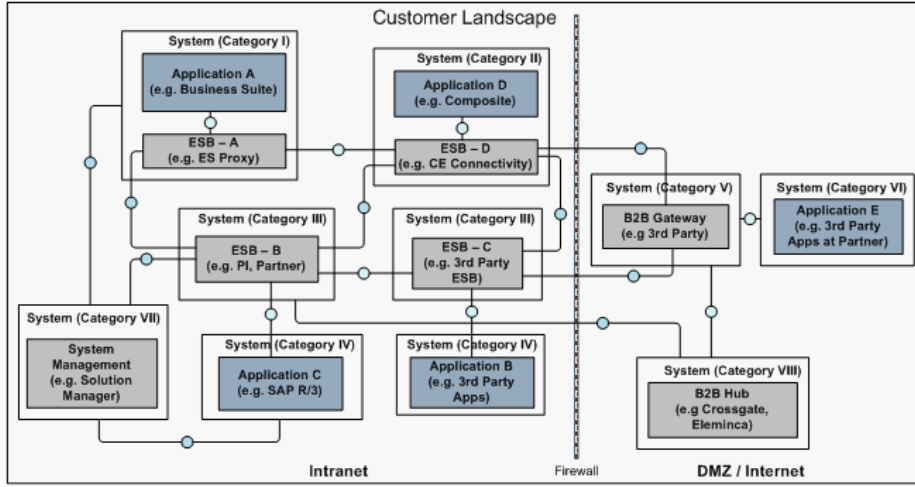 Customer Landscape
System (Category I)
Application A
(e.g. Business Suite)
ESB – A
(e.g. ES Proxy)
System (Category II)
Application D
(e.g. Composite)
ESB – D
(e.g. CE Connectivity)
System (Category III)
ESB – B
(e.g. PI, Partner)
System (Category III)
ESB – C
(e.g. 3rd Party
ESB)
System (Category V)
B2B Gateway
(e.g 3rd Party)
System (Category VI)
Application E
(e.g. 3rd Party
Apps at Partner)
System (Category VII)
System
Management
(e.g. Solution
Manager)
System (Category IV)
Application C
(e.g. SAP R/3)
System (Category IV)
Application B
(e.g. 3rd Party
Apps)
System (Category VIII)
B2B Hub
(e.g Crossgate,
Eleminca)
Intranet
Firewall
DMZ / Internet